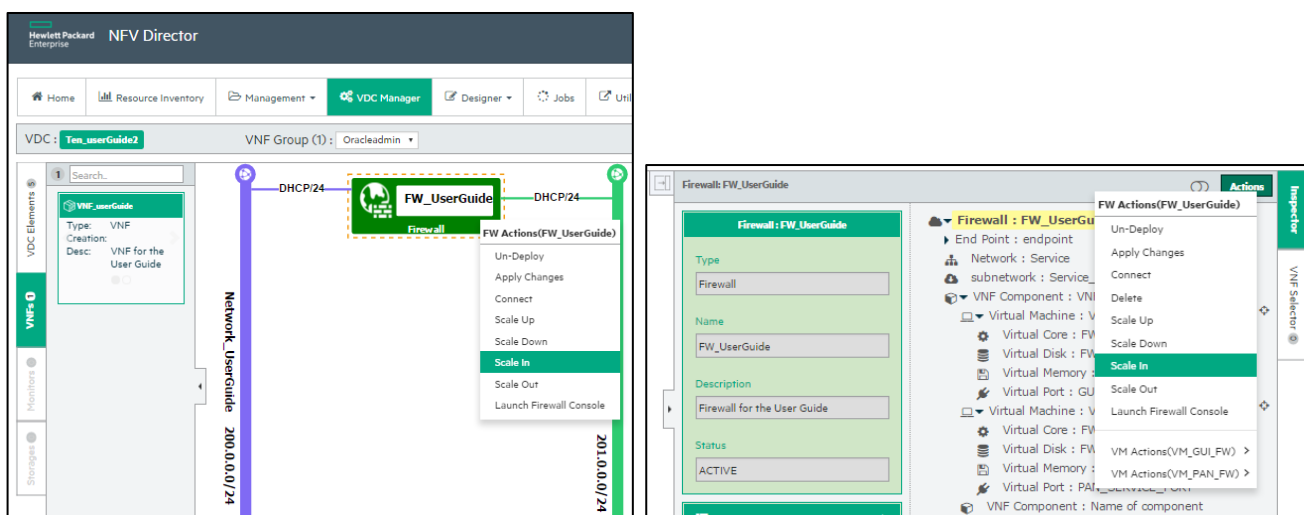 Hewlett Packard
Enterprise
NFV Director
Home
Resource Inventory
Management
VDC Manager
Designer
Jobs
Util
VDC :
Ten_userGuide2
VNF Group (1) :
Oracleadmin
VDC Elements 5
VNFs 1
Monitors 0
Storages 0
1
Search..
VNF_userGuide
Type: VNF
Creation:
Desc: VNF for the
User Guide
DHCP/24
FW_UserGuide
Firewall
DHCP/24
Network_UserGuide 200.0.0.0/24
201.0.0.0/24
FW Actions(FW_UserGuide)
Un-Deploy
Apply Changes
Connect
Scale Up
Scale Down
Scale In
Scale Out
Launch Firewall Console
Firewall: FW_UserGuide
Actions
Firewall : FW_UserGuide
Type
Firewall
Name
FW_UserGuide
Description
Firewall for the User Guide
Status
ACTIVE
Firewall : FW_UserGu
End Point : endpoint
Network : Service
subnetwork : Service_
VNF Component : VNI
Virtual Machine : V
Virtual Core : FW
Virtual Disk : FW
Virtual Memory :
Virtual Port : GU
Virtual Machine : V
Virtual Core : FW
Virtual Disk : FW
Virtual Memory :
Virtual Port : PAN_SERVICE_PORT
VNF Component : Name of component
FW Actions(FW_UserGuide)
Un-Deploy
Apply Changes
Connect
Delete
Scale Up
Scale Down
Scale In
Scale Out
Launch Firewall Console
VM Actions(VM_GUI_FW) >
VM Actions(VM_PAN_FW) >
Inspector
VNF Selector 0